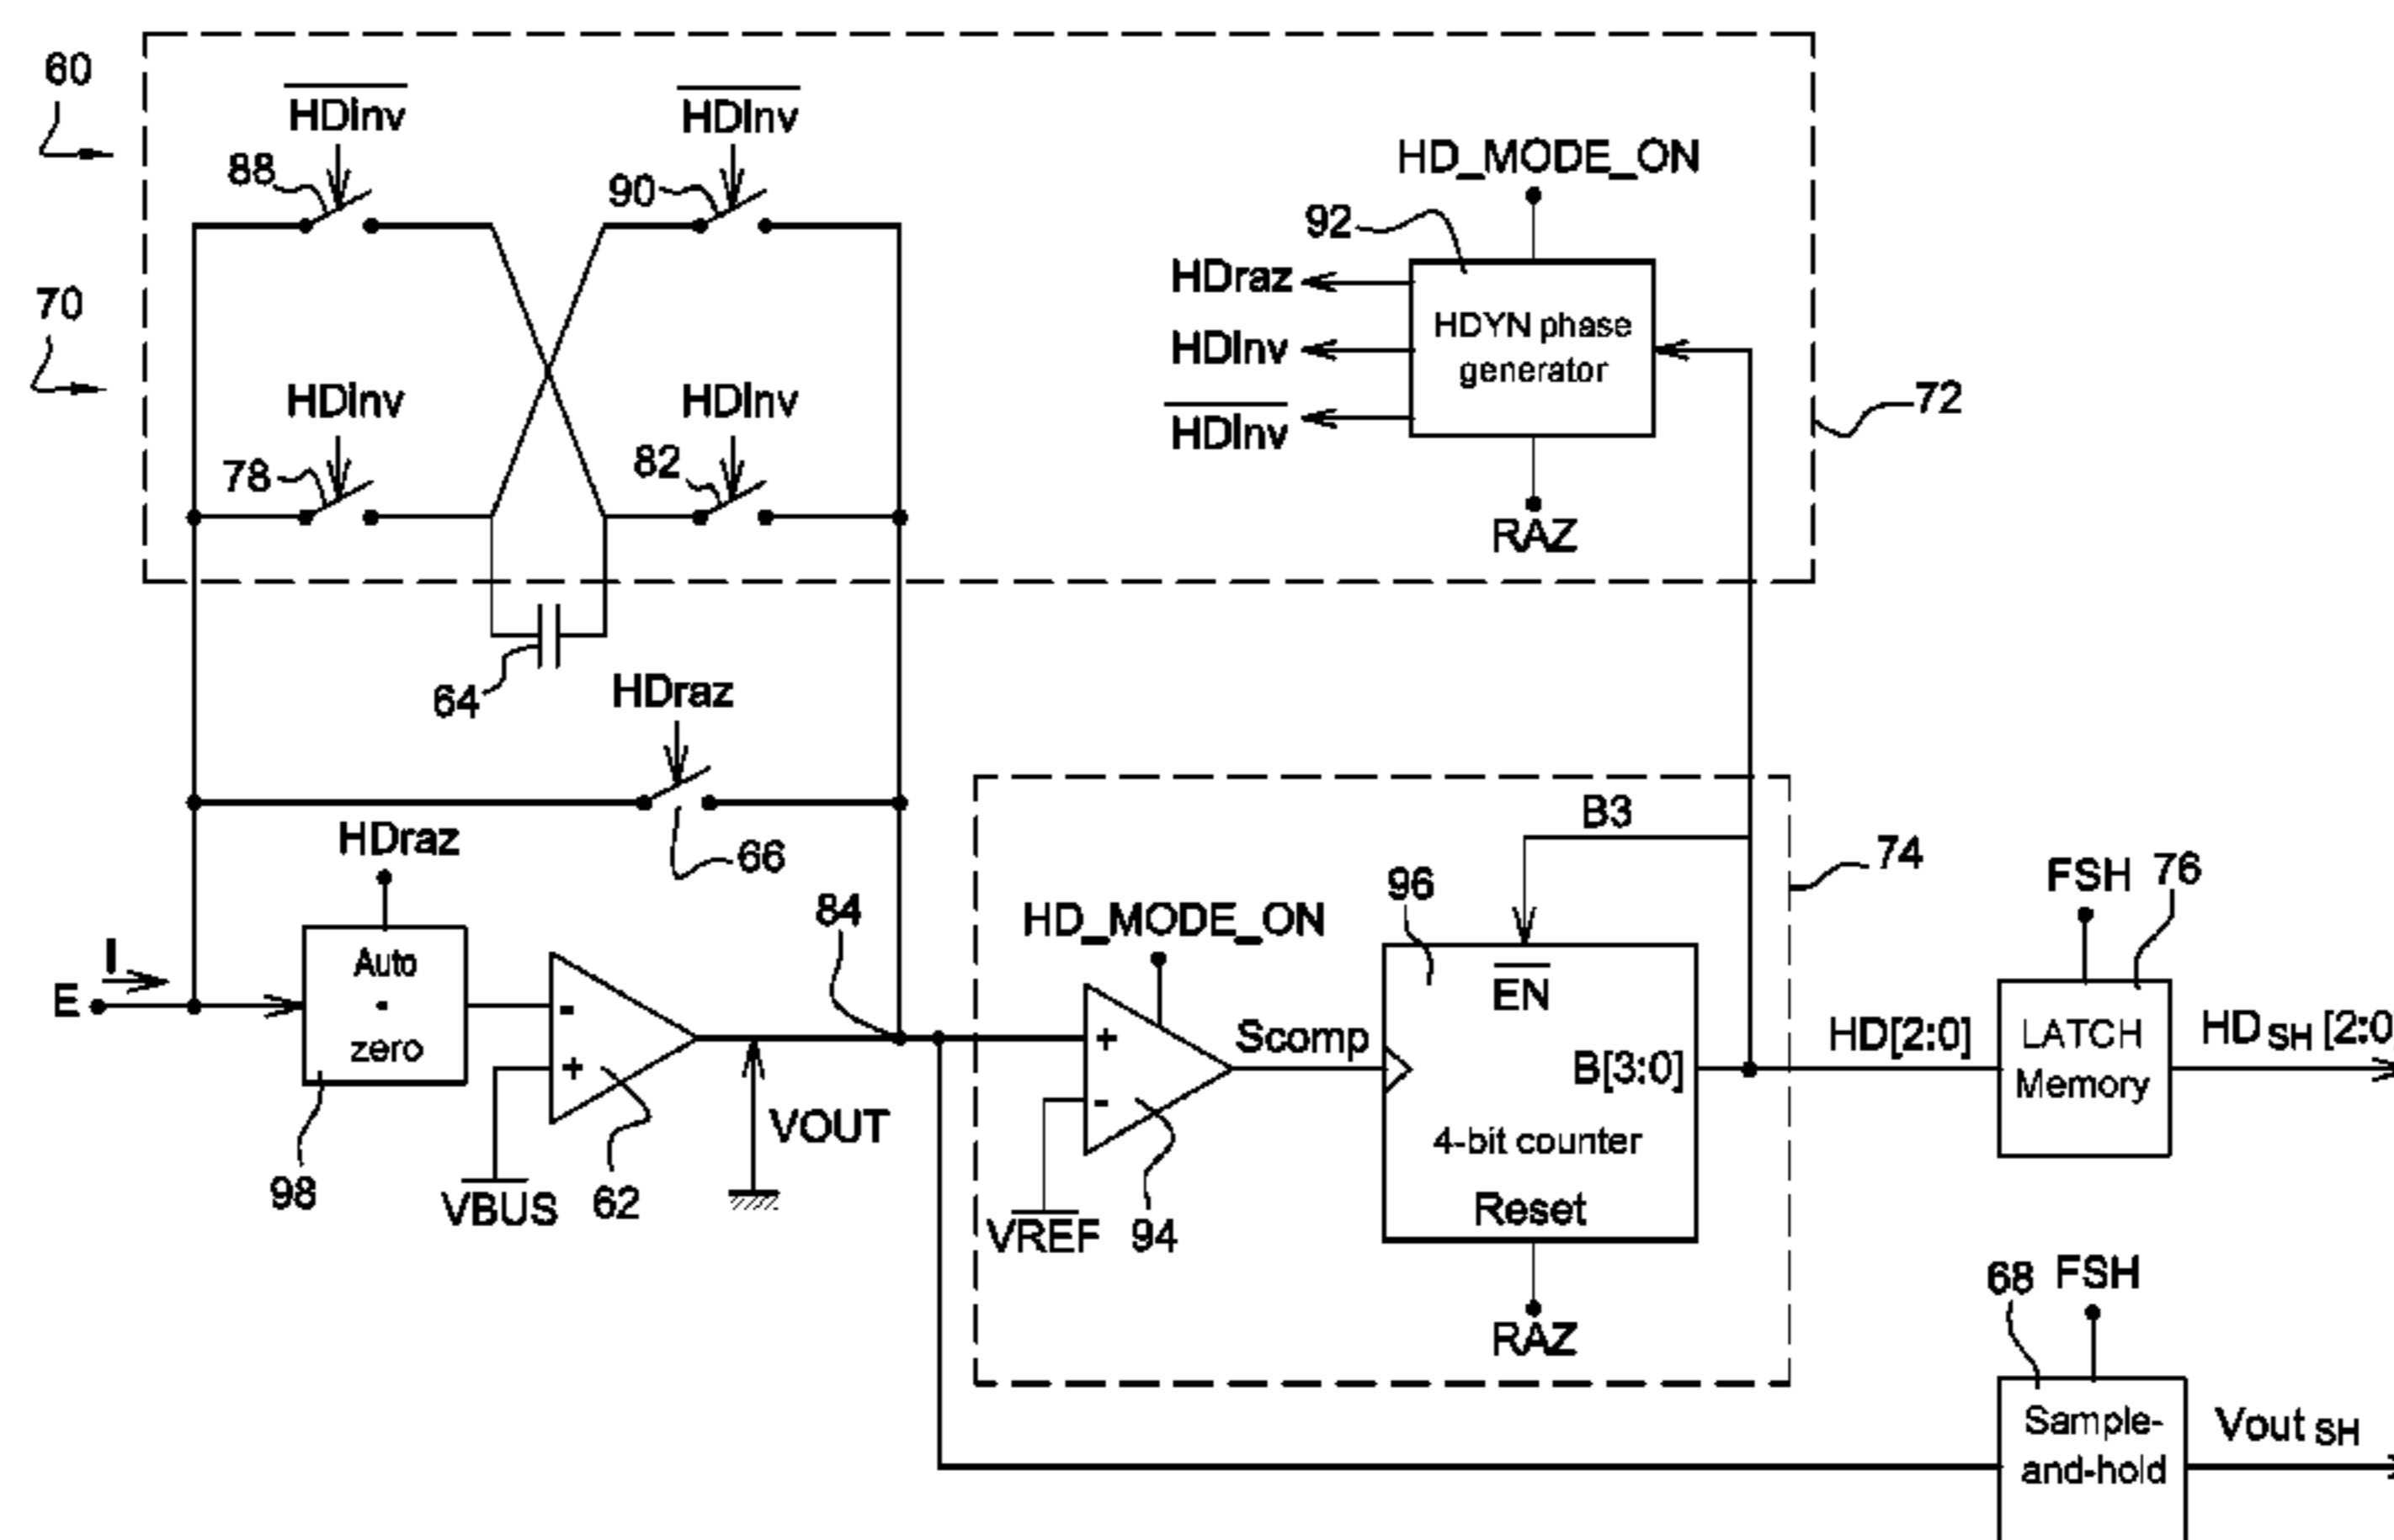 60
HDinv
HDInv
88
90
HD_MODE_ON
92
HDraz
HDYN phase
generator
HDInv
HDInv
70
HDinv
HDInv
72
78
82
RAZ
64
HDraz
66
HDraz
B3
74
84
96
FSH
76
HD_MODE_ON
I
E
Auto
-
zero
-
+
+
-
Scomp
EN
B[3:0]
HD[2:0]
LATCH
Memory
HD SH [2:0
VOUT
4-bit counter
98
VBUS
62
VREF
94
Reset
RAZ
68
FSH
Sample-
and-hold
Vout SH